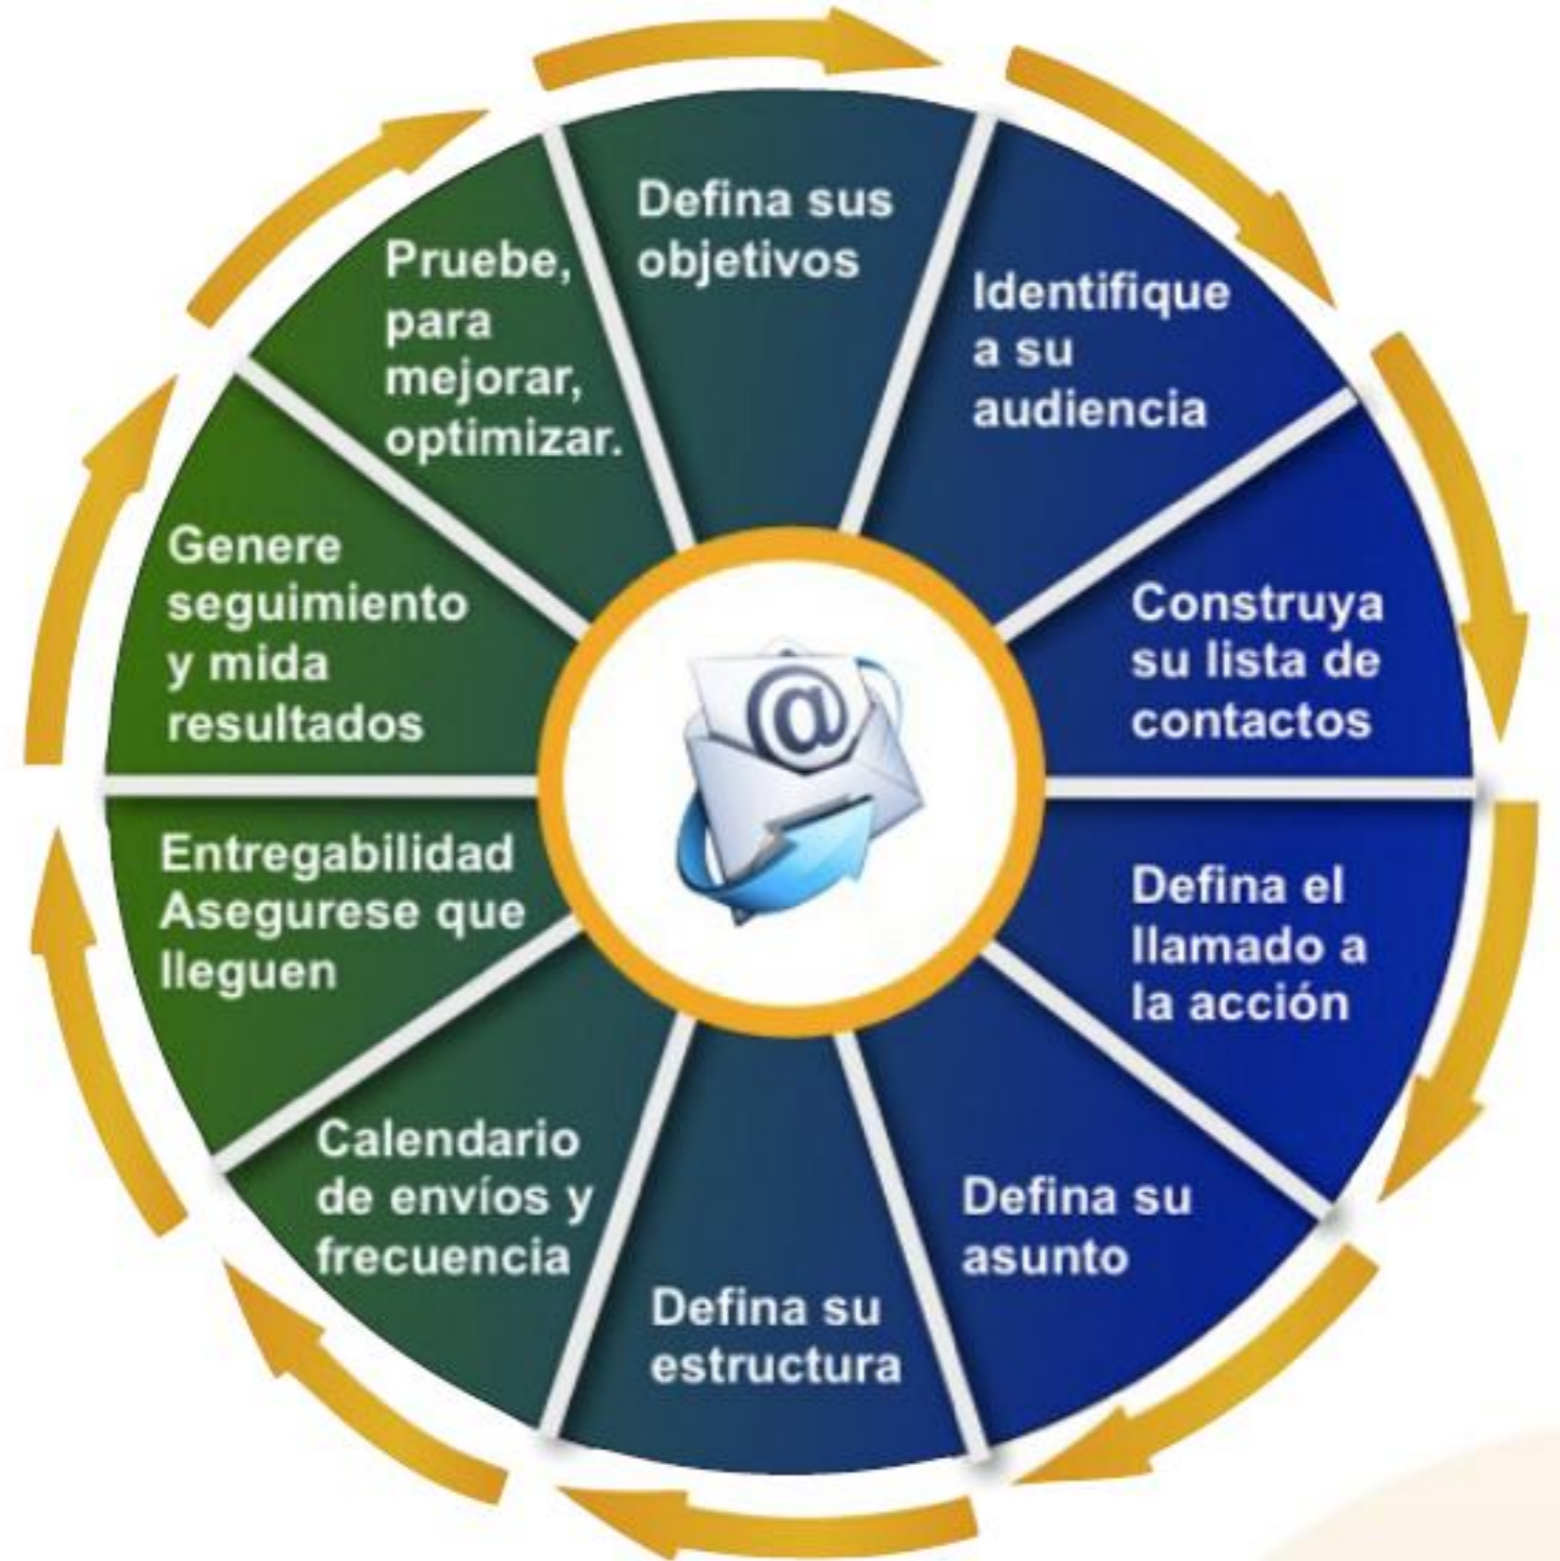 Defina sus
objetivos
Identifique
a su
audiencia
Construya
su lista de
contactos
Defina el
llamado a
la acción
Defina su
asunto
Defina su
estructura
Calendario
de envíos y
frecuencia
Entregabilidad
Asegurese que
lleguen
Genere
seguimiento
y mida
resultados
Pruebe,
para
mejorar,
optimizar.
@